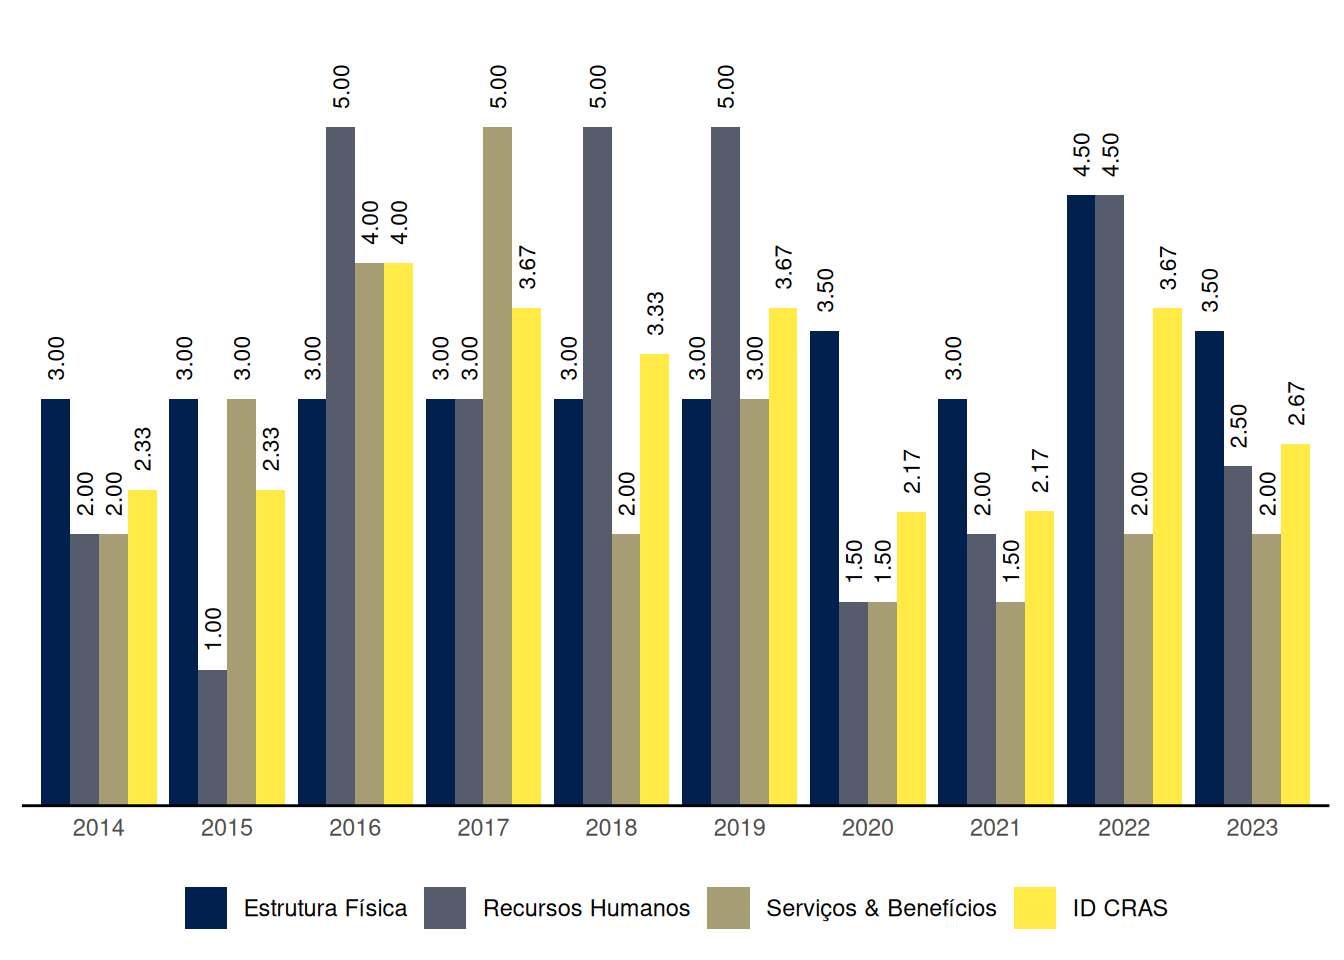 3.00 2.00 2.00 2.33
3.00 1.00 3.00 2.33
3.00 5.00 4.00 4.00
3.00 3.00 5.00 3.67
3.00 5.00 2.00 3.33
3.00 5.00 3.00 3.67
3.50 1.50 1.50 2.17
3.00 2.00 1.50 2.17
4.50 4.50 2.00 3.67
3.50 2.50 2.00 2.67
2014 2015 2016 2017 2018 2019 2020 2021 2022 2023
Estrutura Física Recursos Humanos Serviços & Benefícios ID CRAS